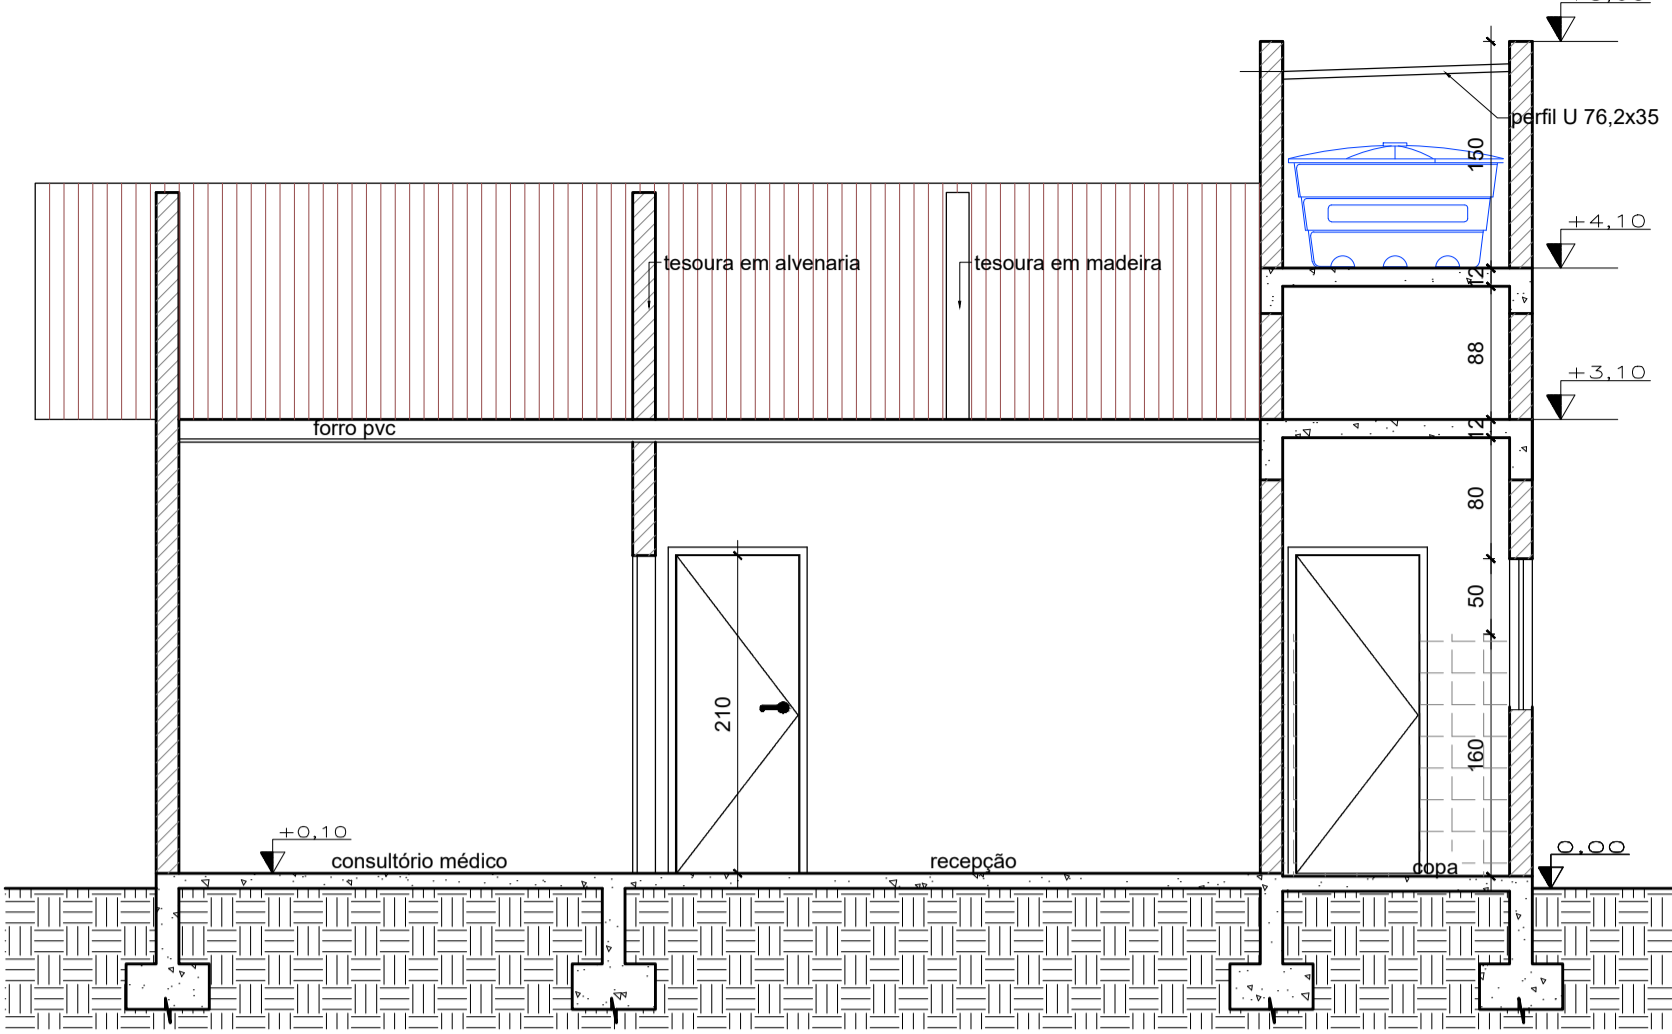 perfil U 76,2x35
150
+4,10
tesoura em alvenaria
tesoura em madeira
12
88
+3,10
forro pvc
12
80
50
210
160
+0,10
consultório médico
recepção
copa
0.00